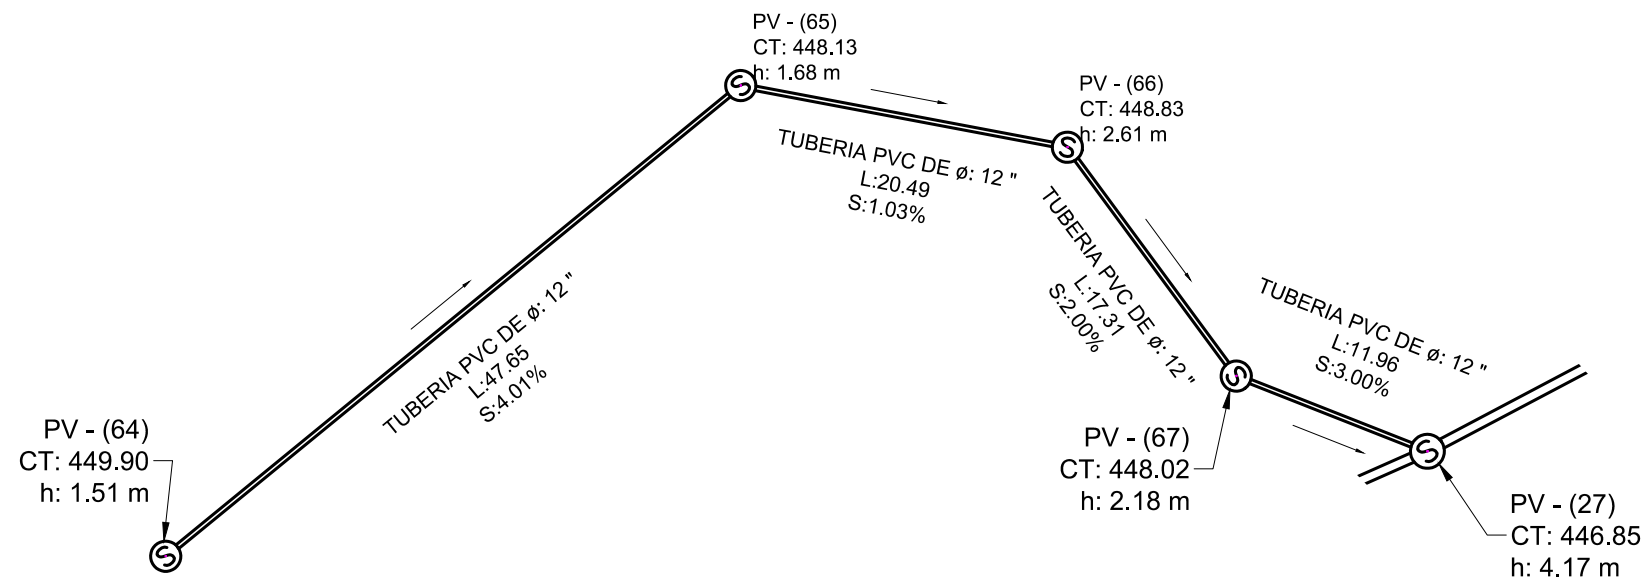 PV - (65)
CT: 448.13
h: 1.68 m
PV - (66)
CT: 448.83
h: 2.61 m
TUBERIA PVC DE ø: 12 "
L:20.49
S:1.03%
TUBERIA PVC DE ø: 12 "
L:17.31
S:2.00%
TUBERIA PVC DE ø: 12 "
L:11.96
S:3.00%
TUBERIA PVC DE ø: 12 "
L:47.65
S:4.01%
PV - (64)
CT: 449.90
h: 1.51 m
PV - (67)
CT: 448.02
h: 2.18 m
PV - (27)
CT: 446.85
h: 4.17 m
S
S
S
S
S
S